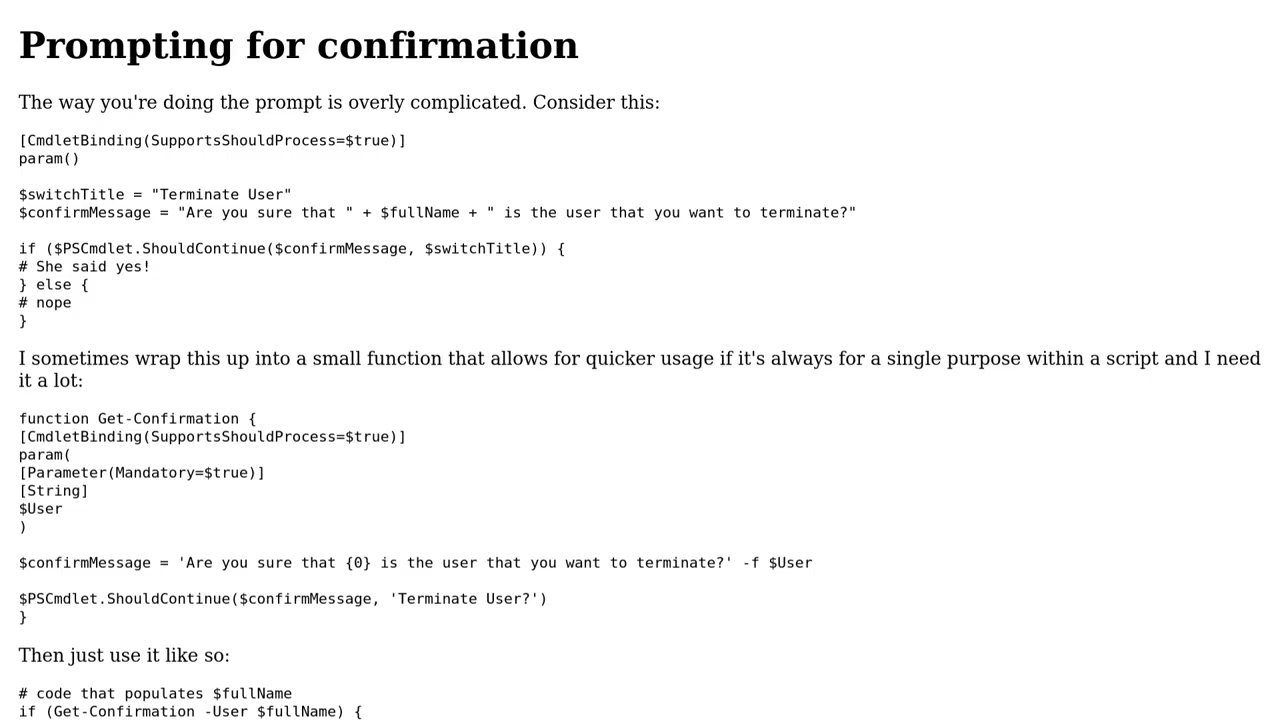 Prompting for confirmation
The way you're doing the prompt is overly complicated. Consider this:
[CmdletBinding(SupportsShouldProcess=$true)]
param()
$switchTitle = "Terminate User"
$confirmMessage = "Are you sure that " + $fullName + " is the user that you want to terminate?"
if ($PSCmdlet.ShouldContinue($confirmMessage, $switchTitle)) {
# She said yes!
} else {
# nope
}
I sometimes wrap this up into a small function that allows for quicker usage if it's always for a single purpose within a script and I need
it a lot:
function Get-Confirmation {
[CmdletBinding(SupportsShouldProcess=$true)]
param(
[Parameter(Mandatory=$true)]
[String]
$User
)
$confirmMessage = 'Are you sure that {0} is the user that you want to terminate?' -f $User
$PSCmdlet.ShouldContinue($confirmMessage, 'Terminate User?')
}
Then just use it like so:
# code that populates $fullName
if (Get-Confirmation -User $fullName) {